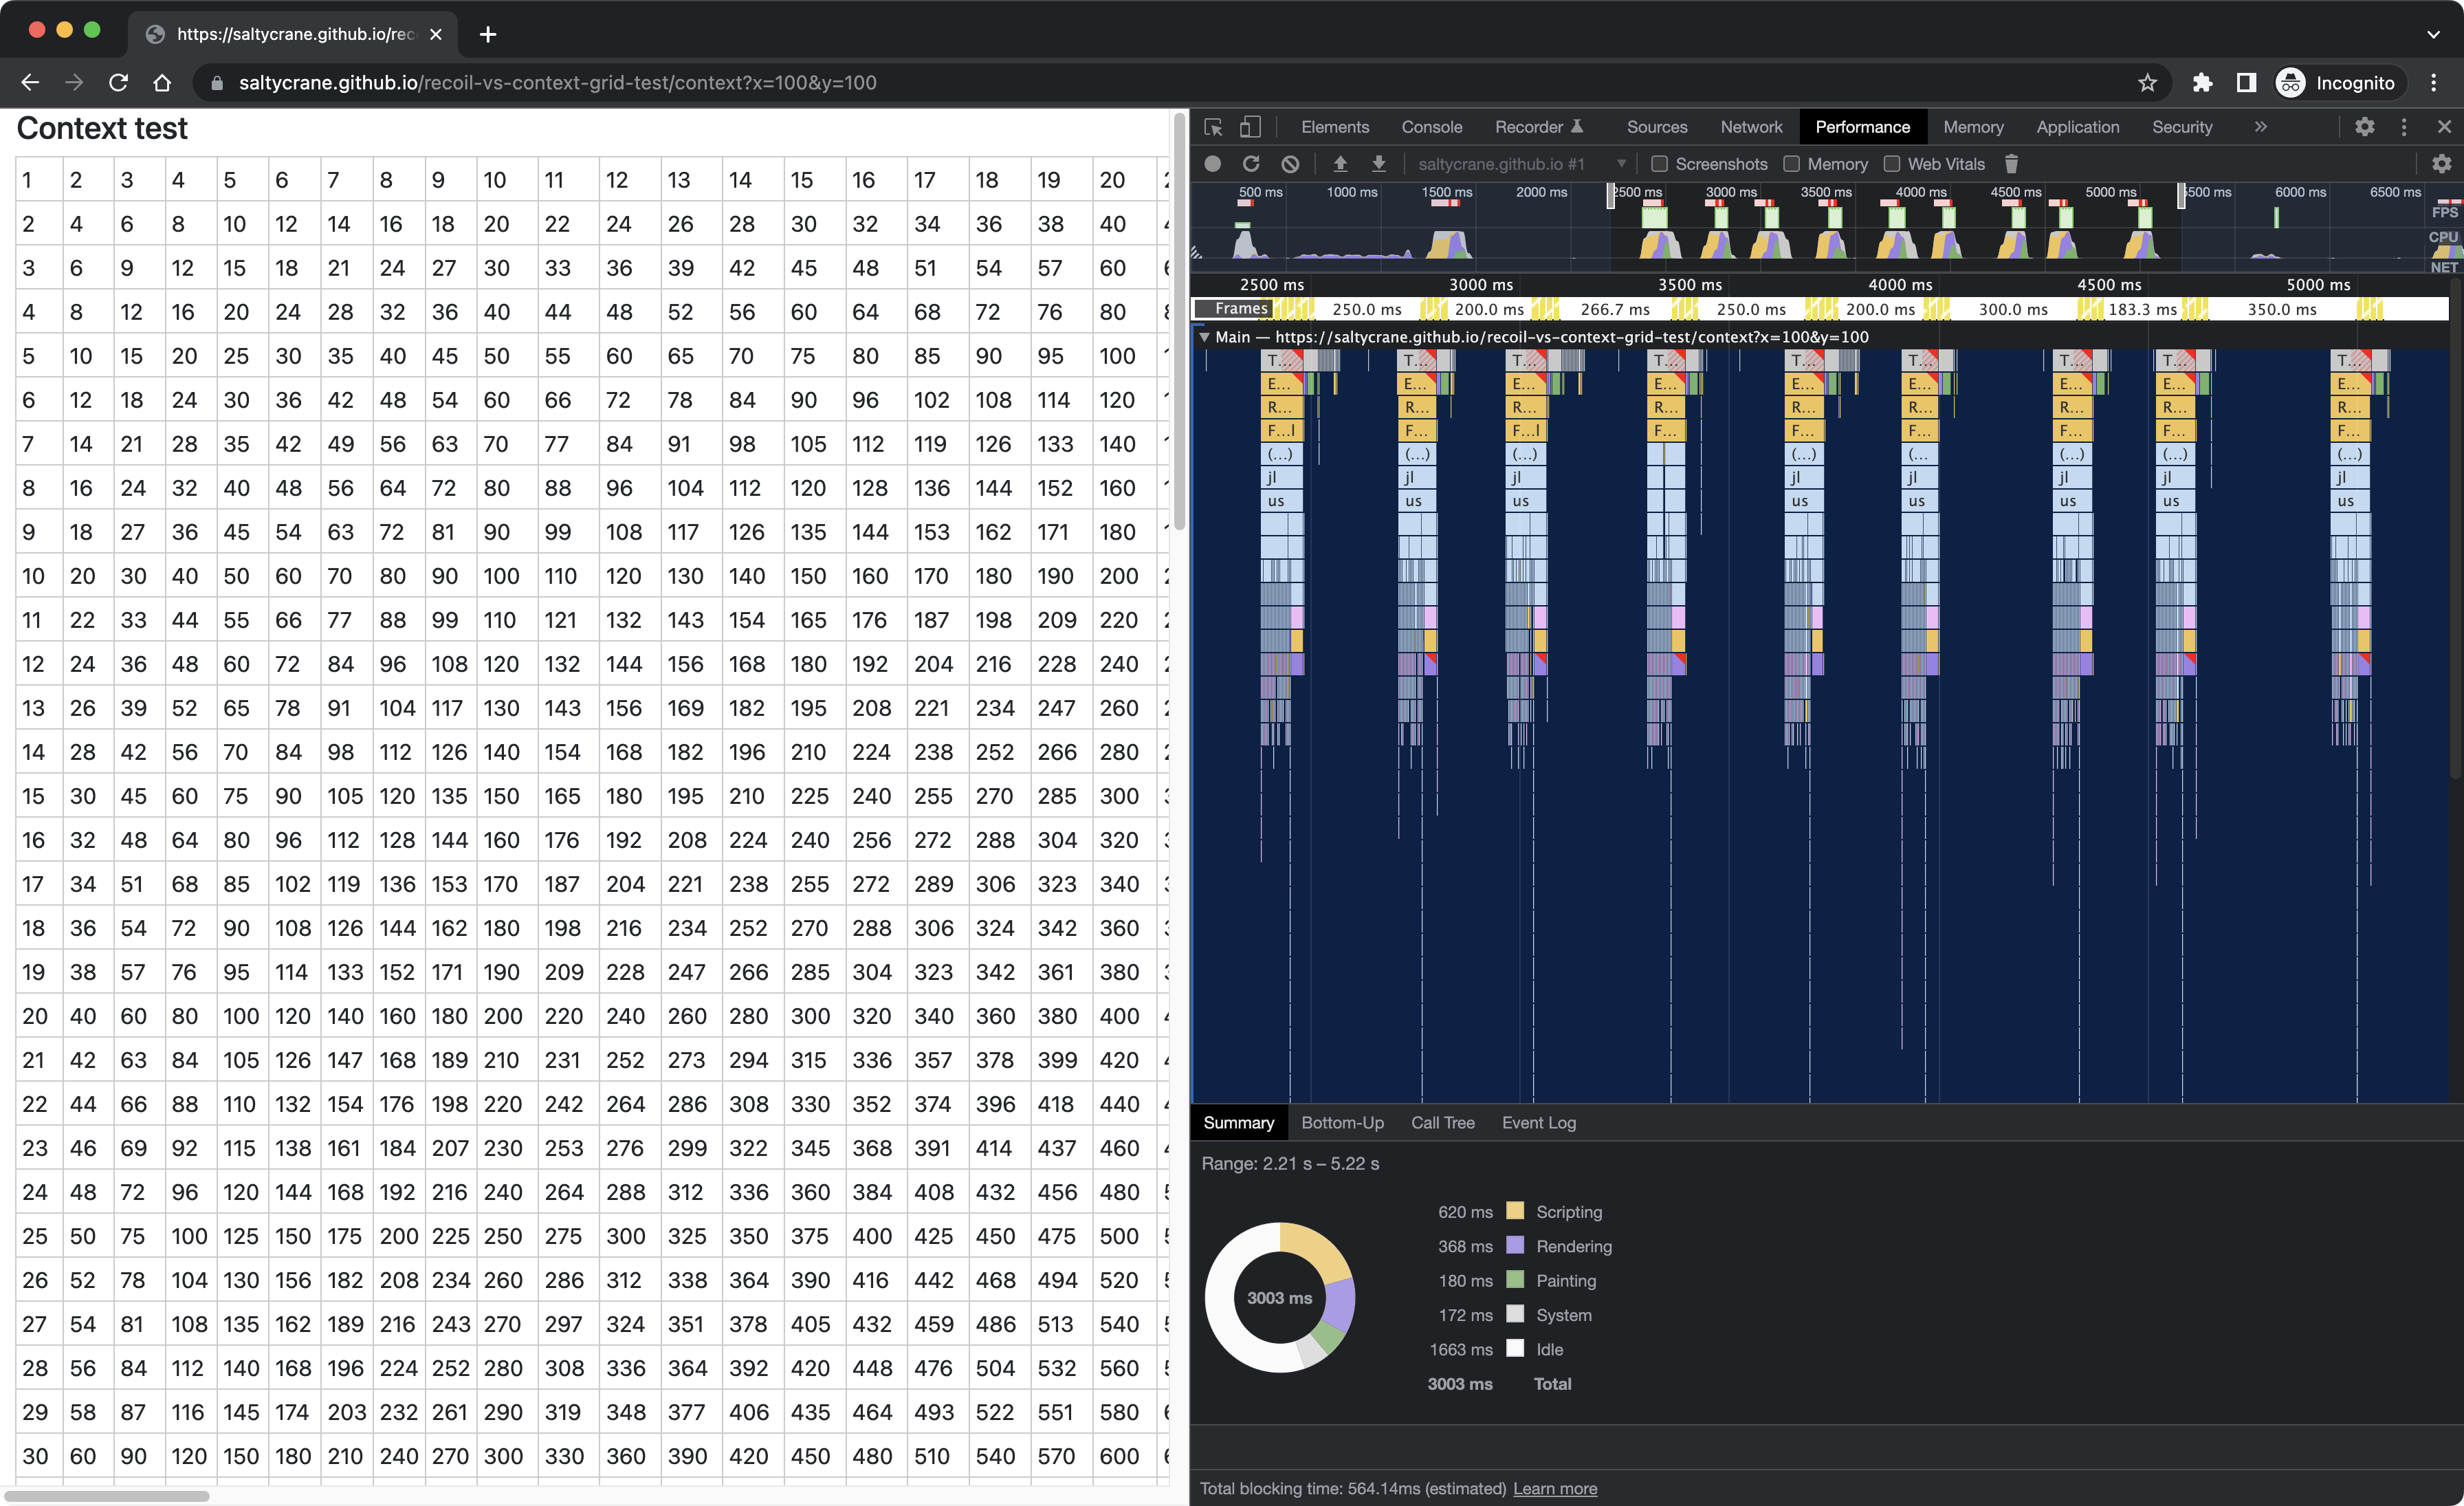 https://saltycrane.github.io/rec
saltycrane.github.io/recoil-vs-context-grid-test/context?x=100&y=100
Incognito
Context test
1 2 3 4 5 6 7 8 9 10 11 12 13 14 15 16 17 18 19 20
2 4 6 8 10 12 14 16 18 20 22 24 26 28 30 32 34 36 38 40
3 6 9 12 15 18 21 24 27 30 33 36 39 42 45 48 51 54 57 60
4 8 12 16 20 24 28 32 36 40 44 48 52 56 60 64 68 72 76 80
5 10 15 20 25 30 35 40 45 50 55 60 65 70 75 80 85 90 95 100
6 12 18 24 30 36 42 48 54 60 66 72 78 84 90 96 102 108 114 120
7 14 21 28 35 42 49 56 63 70 77 84 91 98 105 112 119 126 133 140
8 16 24 32 40 48 56 64 72 80 88 96 104 112 120 128 136 144 152 160
9 18 27 36 45 54 63 72 81 90 99 108 117 126 135 144 153 162 171 180
10 20 30 40 50 60 70 80 90 100 110 120 130 140 150 160 170 180 190 200
11 22 33 44 55 66 77 88 99 110 121 132 143 154 165 176 187 198 209 220
12 24 36 48 60 72 84 96 108 120 132 144 156 168 180 192 204 216 228 240
13 26 39 52 65 78 91 104 117 130 143 156 169 182 195 208 221 234 247 260
14 28 42 56 70 84 98 112 126 140 154 168 182 196 210 224 238 252 266 280
15 30 45 60 75 90 105 120 135 150 165 180 195 210 225 240 255 270 285 300
16 32 48 64 80 96 112 128 144 160 176 192 208 224 240 256 272 288 304 320
17 34 51 68 85 102 119 136 153 170 187 204 221 238 255 272 289 306 323 340
18 36 54 72 90 108 126 144 162 180 198 216 234 252 270 288 306 324 342 360
19 38 57 76 95 114 133 152 171 190 209 228 247 266 285 304 323 342 361 380
20 40 60 80 100 120 140 160 180 200 220 240 260 280 300 320 340 360 380 400
21 42 63 84 105 126 147 168 189 210 231 252 273 294 315 336 357 378 399 420
22 44 66 88 110 132 154 176 198 220 242 264 286 308 330 352 374 396 418 440
23 46 69 92 115 138 161 184 207 230 253 276 299 322 345 368 391 414 437 460
24 48 72 96 120 144 168 192 216 240 264 288 312 336 360 384 408 432 456 480
25 50 75 100 125 150 175 200 225 250 275 300 325 350 375 400 425 450 475 500
26 52 78 104 130 156 182 208 234 260 286 312 338 364 390 416 442 468 494 520
27 54 81 108 135 162 189 216 243 270 297 324 351 378 405 432 459 486 513 540
28 56 84 112 140 168 196 224 252 280 308 336 364 392 420 448 476 504 532 560
29 58 87 116 145 174 203 232 261 290 319 348 377 406 435 464 493 522 551 580
30 60 90 120 150 180 210 240 270 300 330 360 390 420 450 480 510 540 570 600
Elements Console Recorder Sources Network Performance Memory Application Security
saltycrane.github.io #1 Screenshots Memory Web Vitals
500 ms 1000 ms 1500 ms 2000 ms 2500 ms 3000 ms 3500 ms 4000 ms 4500 ms 5000 ms 5500 ms 6000 ms 6500 ms
FPS
CPU
NET
2500 ms 3000 ms 3500 ms 4000 ms 4500 ms 5000 ms
Frames 250.0 ms 200.0 ms 266.7 ms 250.0 ms 200.0 ms 300.0 ms 183.3 ms 350.0 ms
Main — https://saltycrane.github.io/recoil-vs-context-grid-test/context?x=100&y=100
T... T... T... T... T... T... T... T... T...
E... E... E... E... E... E... E... E... E...
R... R... R... R... R... R... R... R... R...
F...l F... F...l F... F... F... F... F... F...
(...) (...) (...) (...) (... (...) (...) (...)
jl jl jl jl jl jl jl jl
us us us us us us us us
Summary Bottom-Up Call Tree Event Log
Range: 2.21 s – 5.22 s
620 ms Scripting
368 ms Rendering
180 ms Painting
172 ms System
1663 ms Idle
3003 ms Total
3003 ms
Total blocking time: 564.14ms (estimated) Learn more